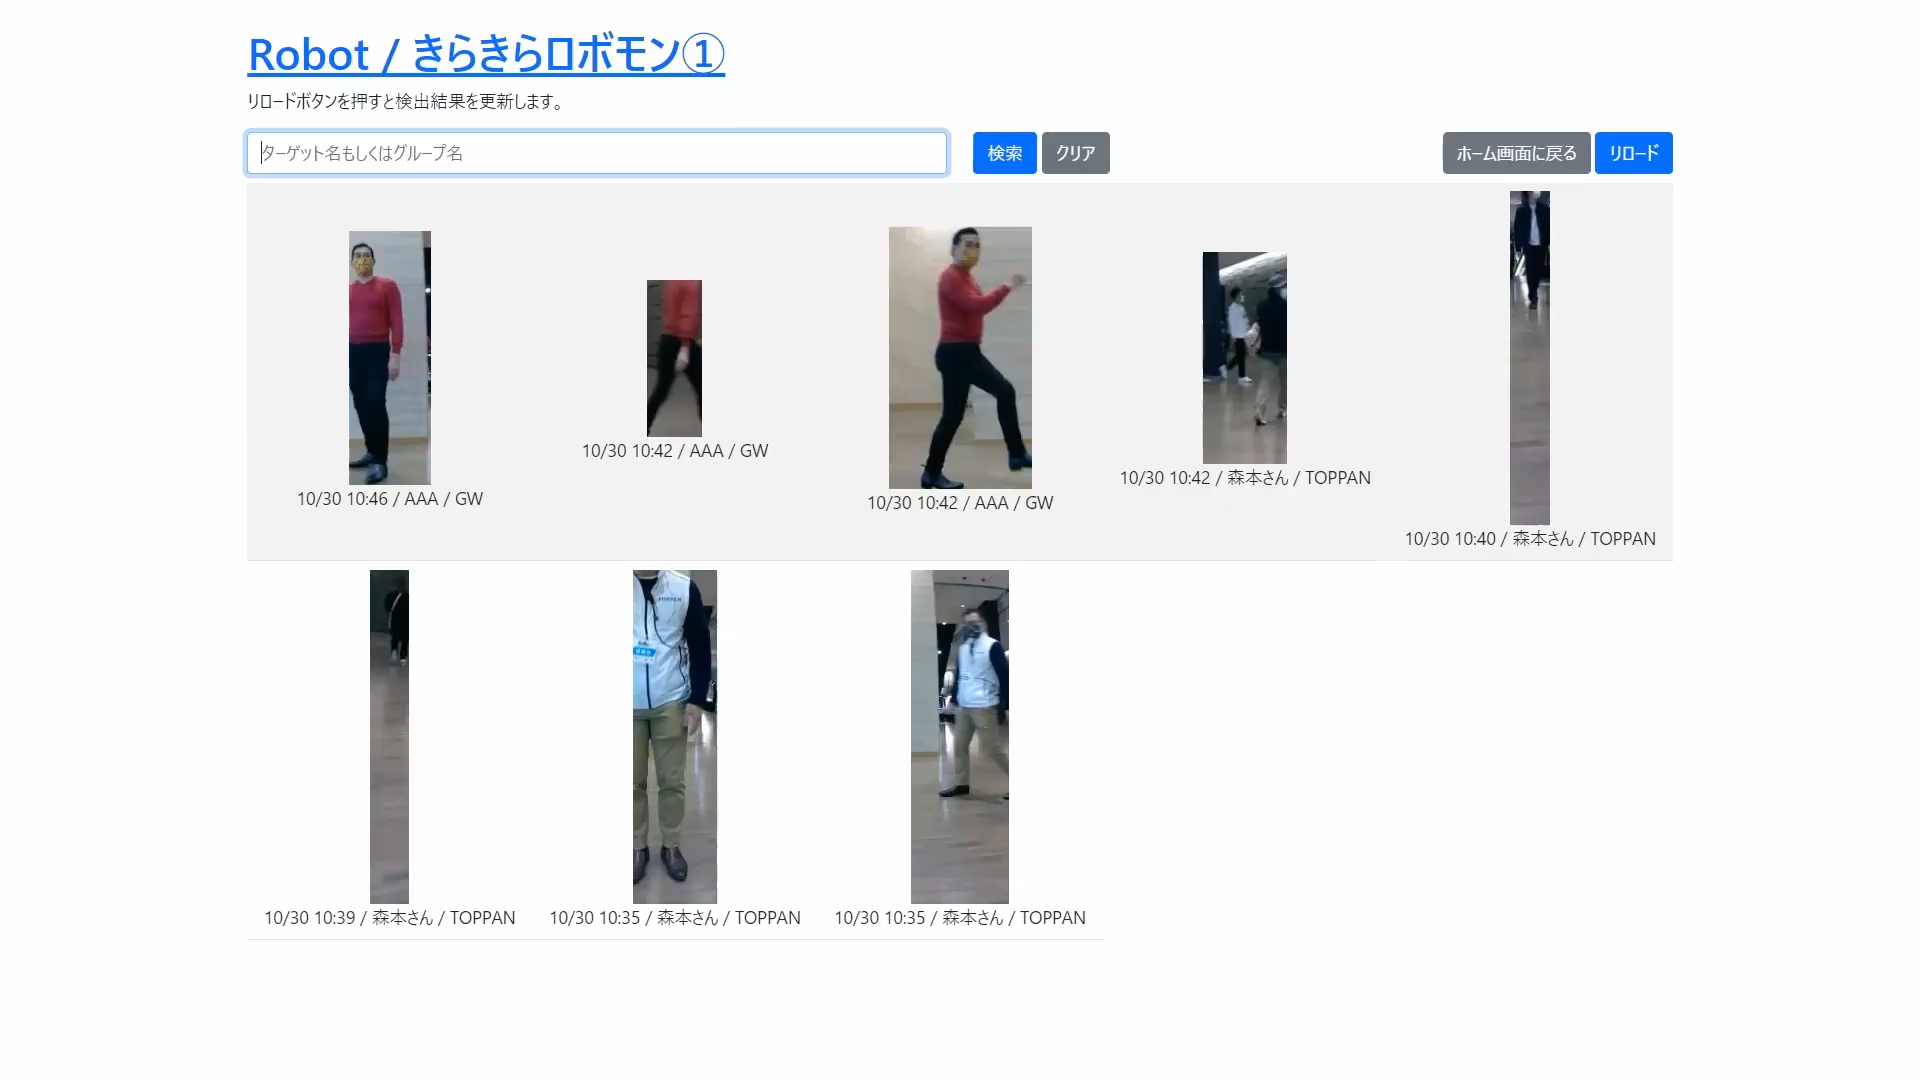 Robot / きらきらロボモン①
リロードボタンを押すと検出結果を更新します。
ターゲット名もしくはグループ名
検索
クリア
ホーム画面に戻る
リロード
10/30 10:46 / AAA / GW
10/30 10:42 / AAA / GW
10/30 10:42 / AAA / GW
10/30 10:42 / 森本さん / TOPPAN
10/30 10:40 / 森本さん / TOPPAN
TOPPAN
10/30 10:39 / 森本さん / TOPPAN
10/30 10:35 / 森本さん / TOPPAN
10/30 10:35 / 森本さん / TOPPAN